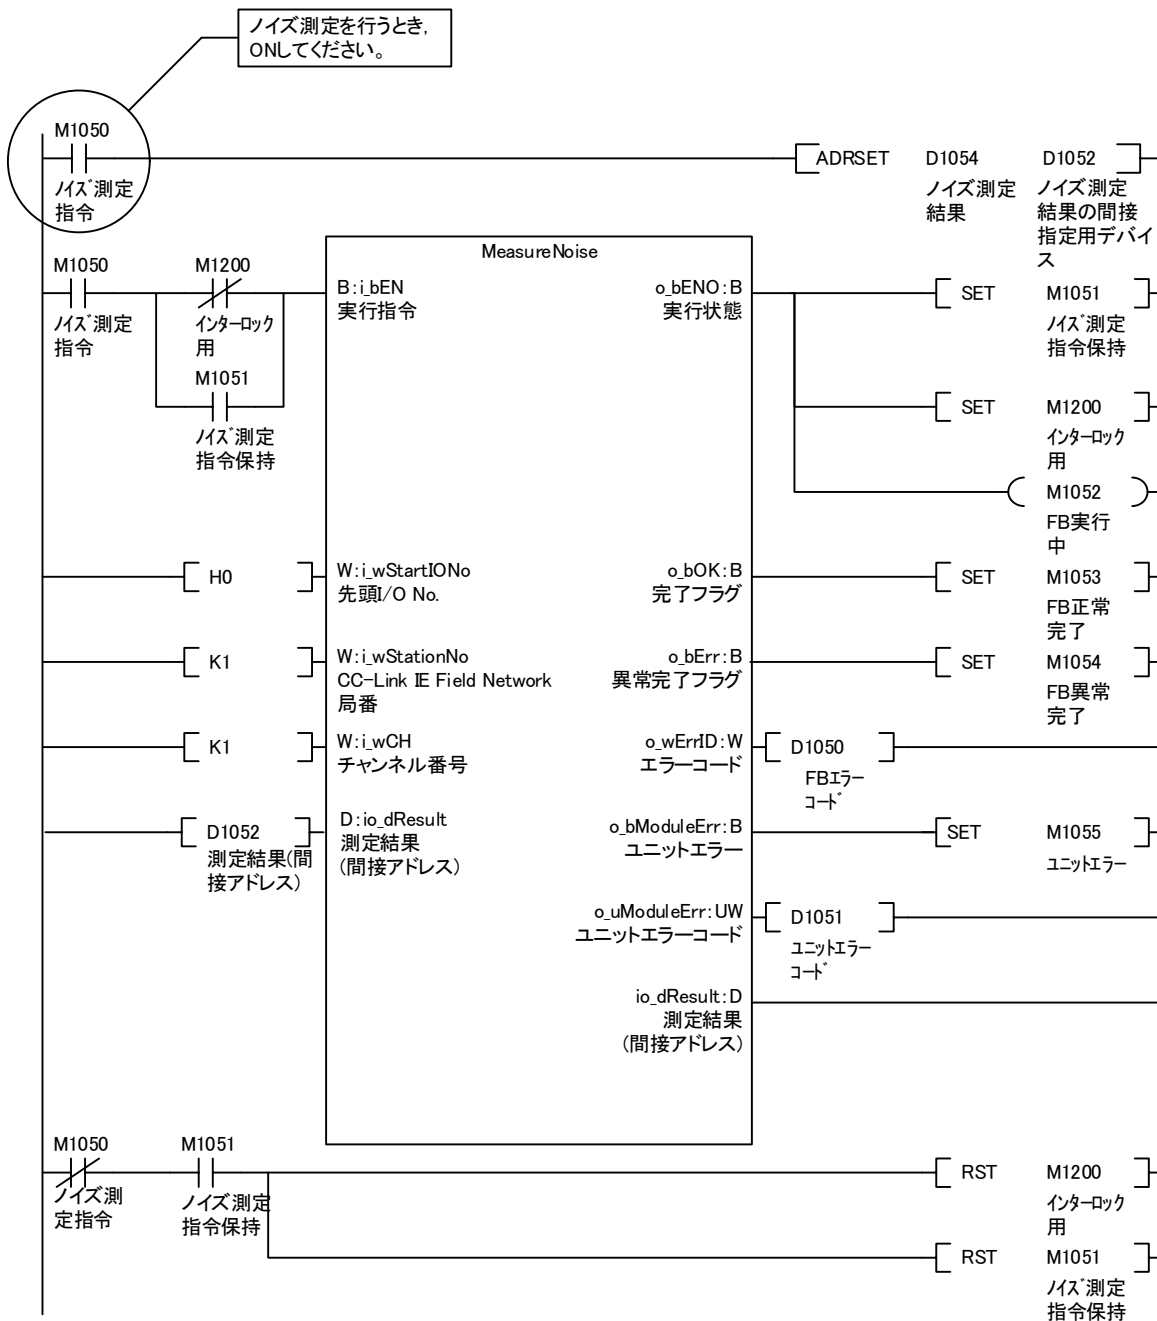 ノイズ測定を行うとき,
ONしてください。
M1050
ﾉｲｽﾞ測定
指令
ADRSET
D1054
ノイズ測定
結果
D1052
ノイズ測定
結果の間接
指定用デバイ
ス
M1050
ﾉｲｽﾞ測定
指令
M1200
ｲﾝﾀｰﾛｯｸ
用
M1051
ﾉｲｽﾞ測定
指令保持
MeasureNoise
B:i_bEN
実行指令
o_bENO:B
実行状態
SET M1051
ﾉｲｽﾞ測定
指令保持
SET M1200
ｲﾝﾀｰﾛｯｸ
用
M1052
FB実行
中
H0
W:i_wStartIONo
先頭I/O No.
o_bOK:B
完了フラグ
SET M1053
FB正常
完了
K1
W:i_wStationNo
CC-Link IE Field Network
局番
o_bErr:B
異常完了フラグ
SET M1054
FB異常
完了
K1
W:i_wCH
チャンネル番号
o_wErrID:W
エラーコード
D1050
FBｴﾗｰ
ｺｰﾄﾞ
D1052
測定結果(間
接アドレス)
D:io_dResult
測定結果
(間接アドレス)
o_bModuleErr:B
ユニットエラー
SET M1055
ﾕﾆｯﾄｴﾗｰ
o_uModuleErr:UW
ユニットエラーコード
D1051
ﾕﾆｯﾄｴﾗｰ
ｺｰﾄﾞ
io_dResult:D
測定結果
(間接アドレス)
M1050
ノイズ測
定指令
M1051
ノイズ測定
指令保持
RST M1200
ｲﾝﾀｰﾛｯｸ
用
RST M1051
ﾉｲｽﾞ測定
指令保持